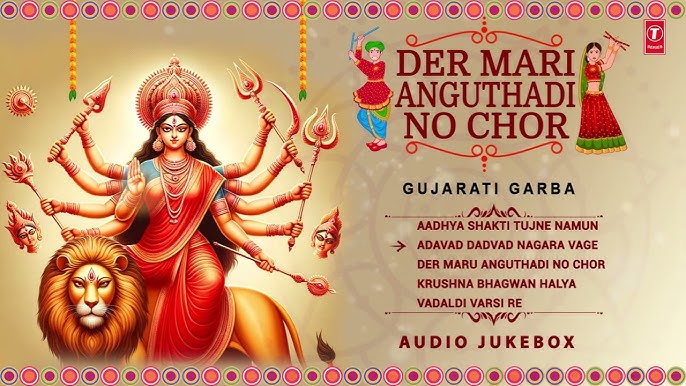 T
T-SERIES
DER MARI
ANGUTHADI
NO CHOR
GUJARATI GARBA
AADHYA SHAKTI TUJNE NAMUN
ADAVAD DADVAD NAGARA VAGE
DER MARU ANGUTHADI NO CHOR
KRUSHNA BHAGWAN HALYA
VADALDI VARSI RE
AUDIO JUKEBOX